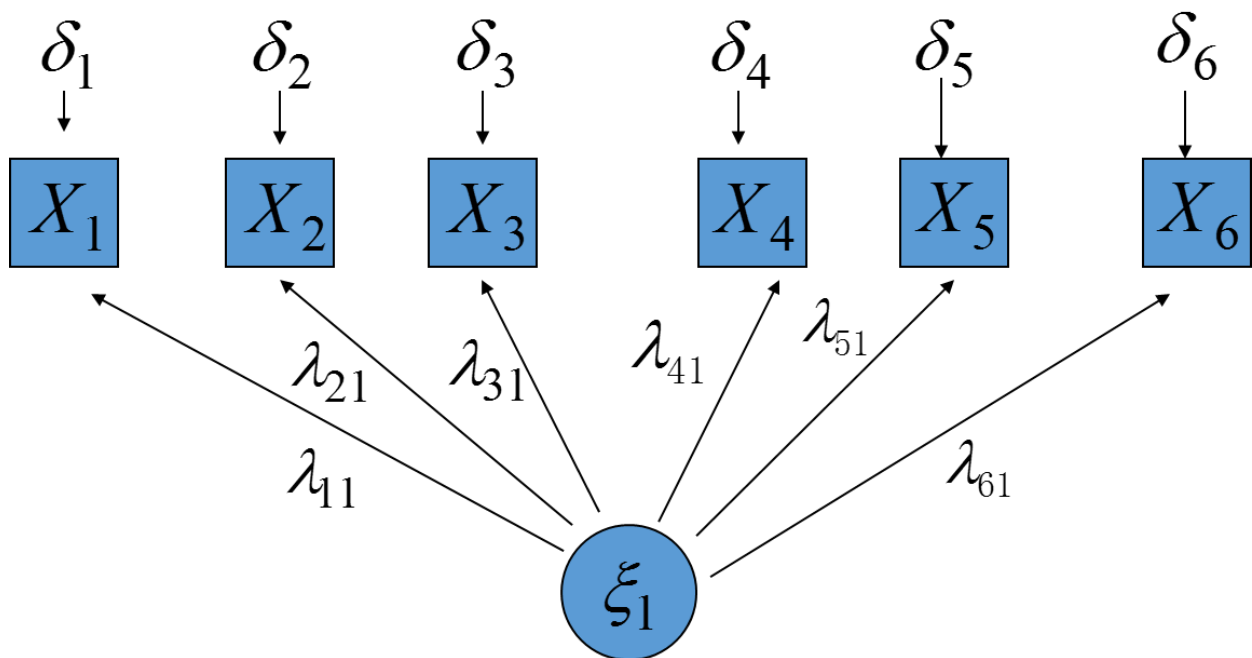 δ₁ δ₂ δ₃ δ₄ δ₅ δ₆
X₁ X₂ X₃ X₄ X₅ X₆
λ₁₁ λ₂₁ λ₃₁ λ₄₁ λ₅₁ λ₆₁
ξ₁